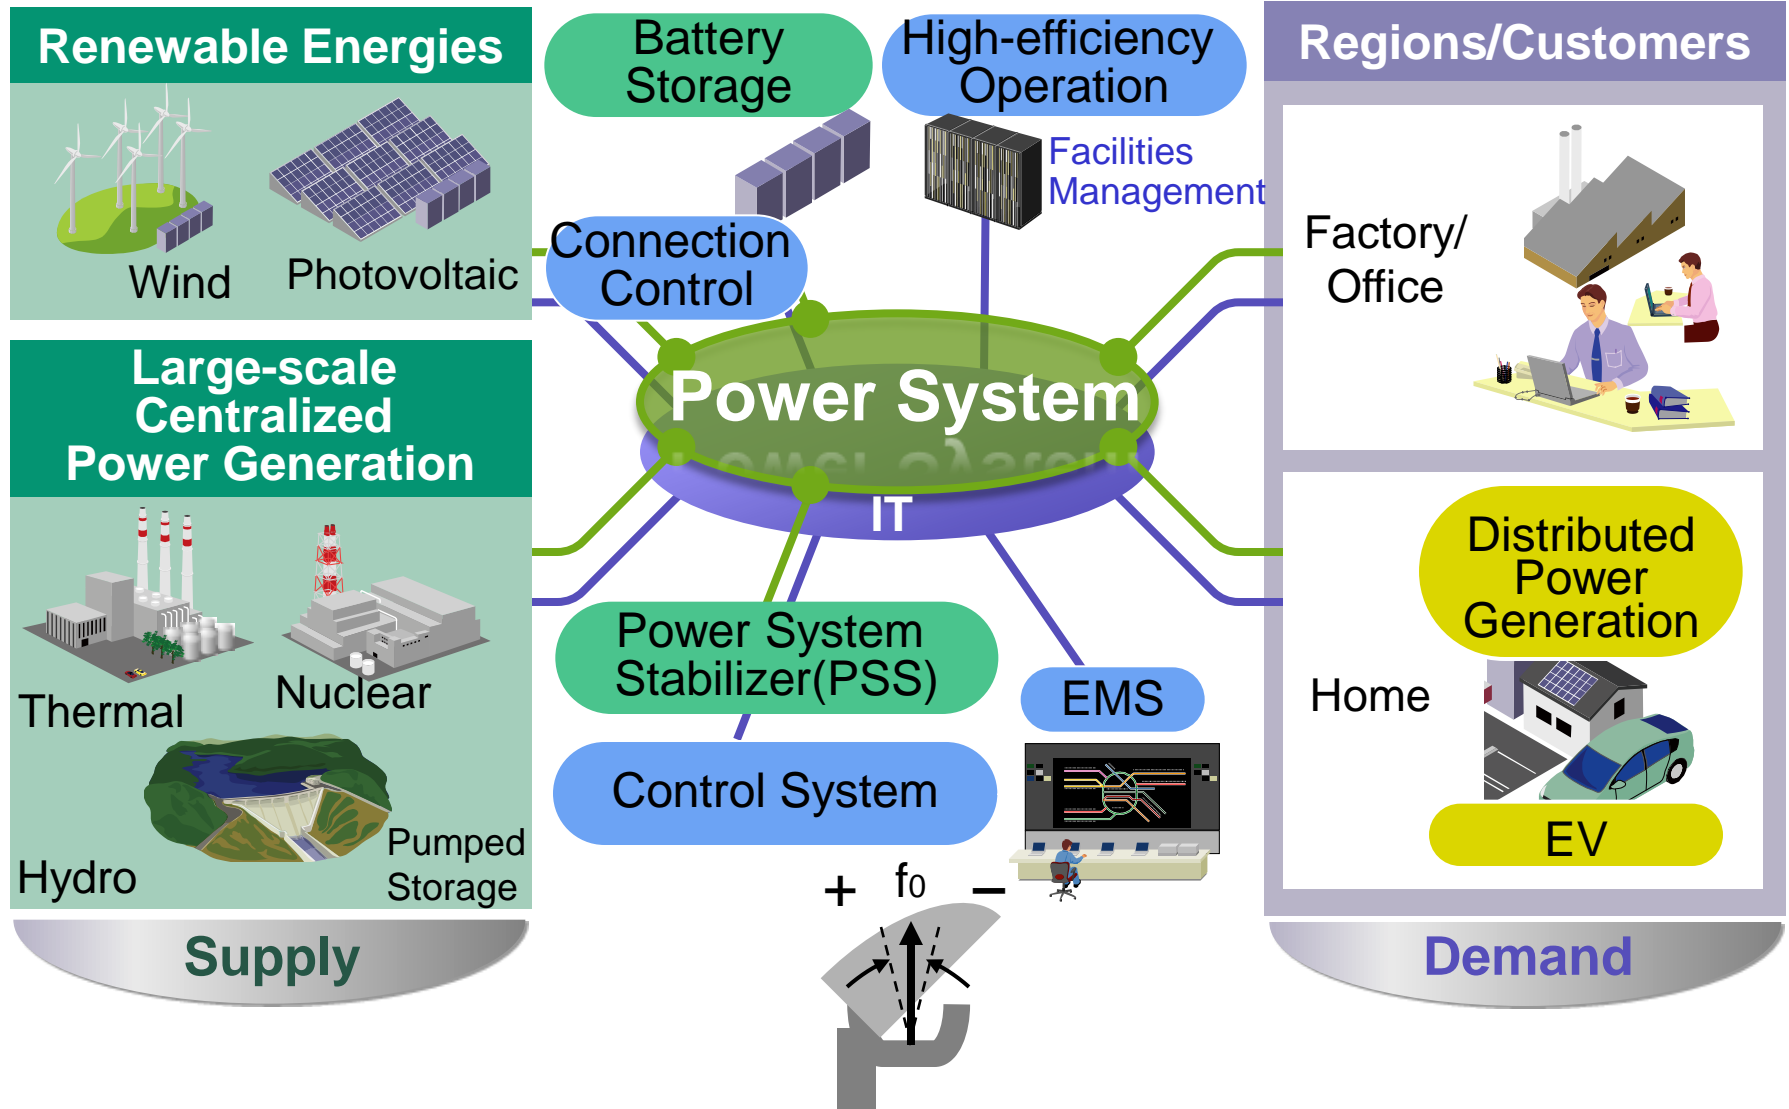 Renewable Energies
Wind
Photovoltaic
Large-scale
Centralized
Power Generation
Thermal
Nuclear
Hydro
Pumped
Storage
Supply
Battery
Storage
High-efficiency
Operation
Facilities
Management
Connection
Control
Power System
IT
Power System
Stabilizer(PSS)
EMS
Control System
+ f0 −
Regions/Customers
Factory/
Office
Distributed
Power
Generation
Home
EV
Demand